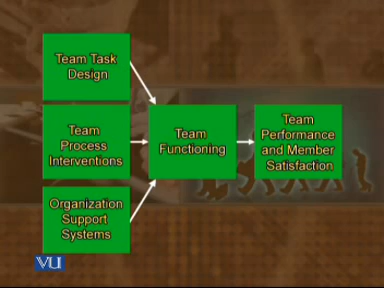 Team Task
Design
Team
Process
Interventions
Organization
Support
Systems
Team
Functioning
Team
Performance
and Member
Satisfaction
VU